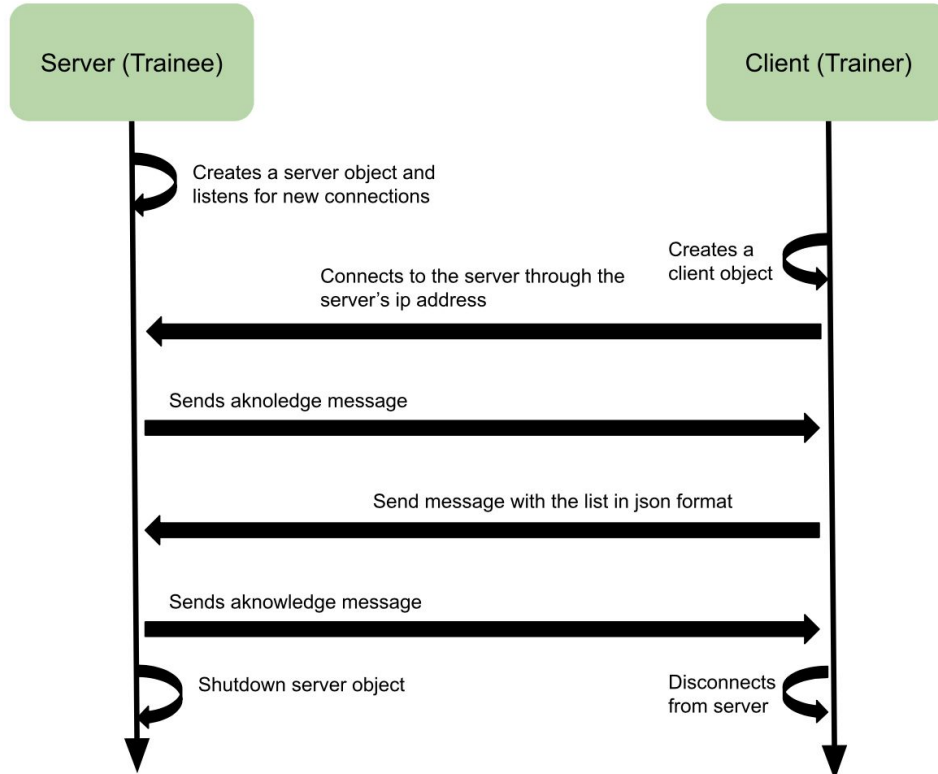 Server (Trainee)
Client (Trainer)
Creates a server object and
listens for new connections
Creates a
client object
Connects to the server through the
server's ip address
Sends aknoledge message
Send message with the list in json format
Sends aknowledge message
Shutdown server object
Disconnects
from server